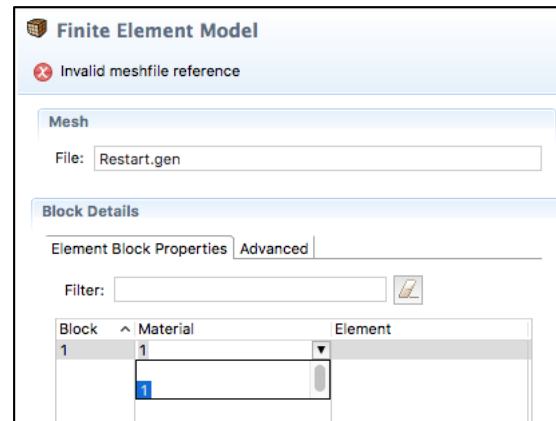 Finite Element Model
Invalid meshfile reference
Mesh
File: Restart.gen
Block Details
Element Block Properties Advanced
Filter:
Block Material Element
1 1
1